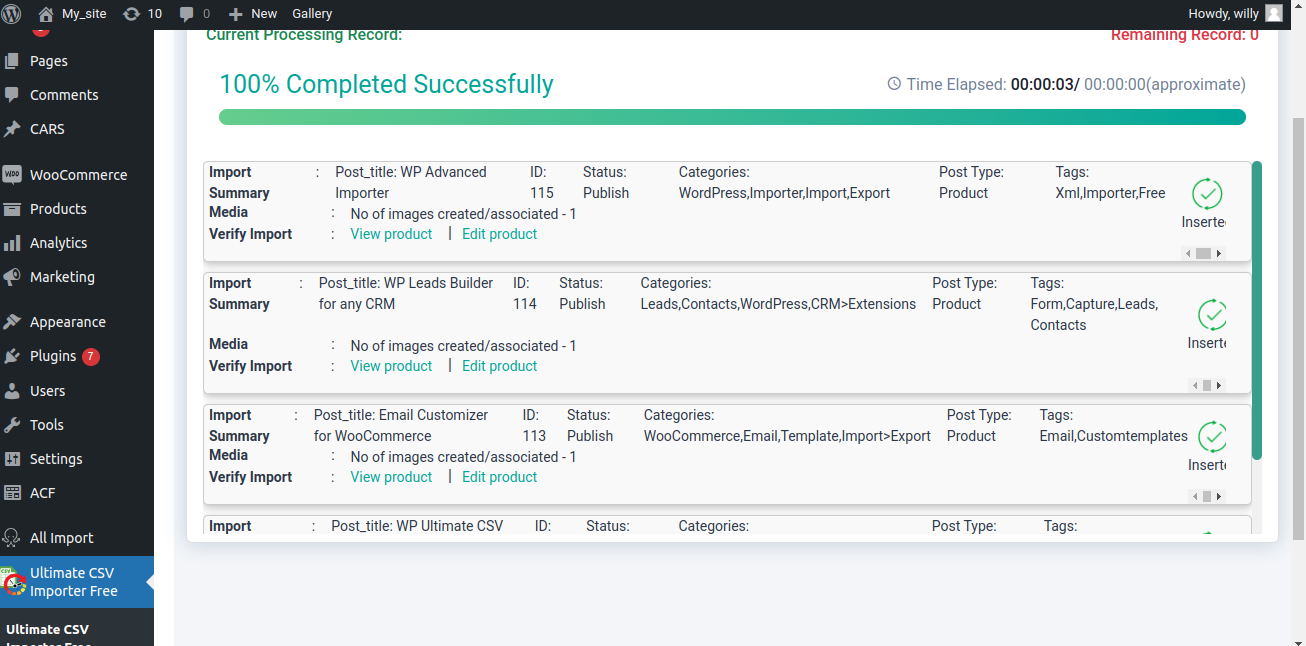 My_site 10 0 New Gallery Howdy, willy
Pages
Comments
CARS
WooCommerce
Products
Analytics
Marketing
Appearance
Plugins 7
Users
Tools
Settings
ACF
All Import
Ultimate CSV
Importer Free
Ultimate CSV
Importer Free
Current Processing Record: Remaining Record: 0
100% Completed Successfully Time Elapsed: 00:00:03/ 00:00:00(approximate)
Import : Post_title: WP Advanced ID: Status: Categories: Post Type: Tags:
Summary Importer 115 Publish WordPress,Importer,Import,Export Product Xml,Importer,Free
Media : No of images created/associated - 1 Inserte
Verify Import : View product | Edit product
Import : Post_title: WP Leads Builder ID: Status: Categories: Post Type: Tags:
Summary for any CRM 114 Publish Leads,Contacts,WordPress,CRM>Extensions Product Form,Capture,Leads,
Contacts
Media : No of images created/associated - 1 Inserte
Verify Import : View product | Edit product
Import : Post_title: Email Customizer ID: Status: Categories: Post Type: Tags:
Summary for WooCommerce 113 Publish WooCommerce,Email,Template,Import>Export Product Email,Customtemplates
Media : No of images created/associated - 1 Inserte
Verify Import : View product | Edit product
Import : Post_title: WP Ultimate CSV ID: Status: Categories: Post Type: Tags: